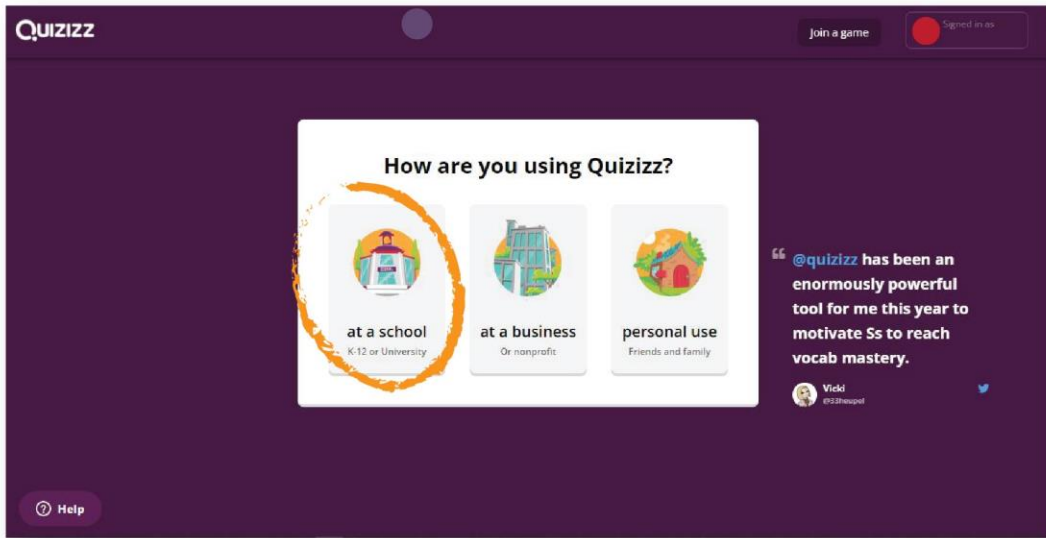 QUIZIZZ
Join a game
Signed in as
How are you using Quizizz?
at a school
K-12 or University
at a business
Or nonprofit
personal use
Friends and family
“ @quizizz has been an
enormously powerful
tool for me this year to
motivate Ss to reach
vocab mastery.
Vicki
@33heupel
Help